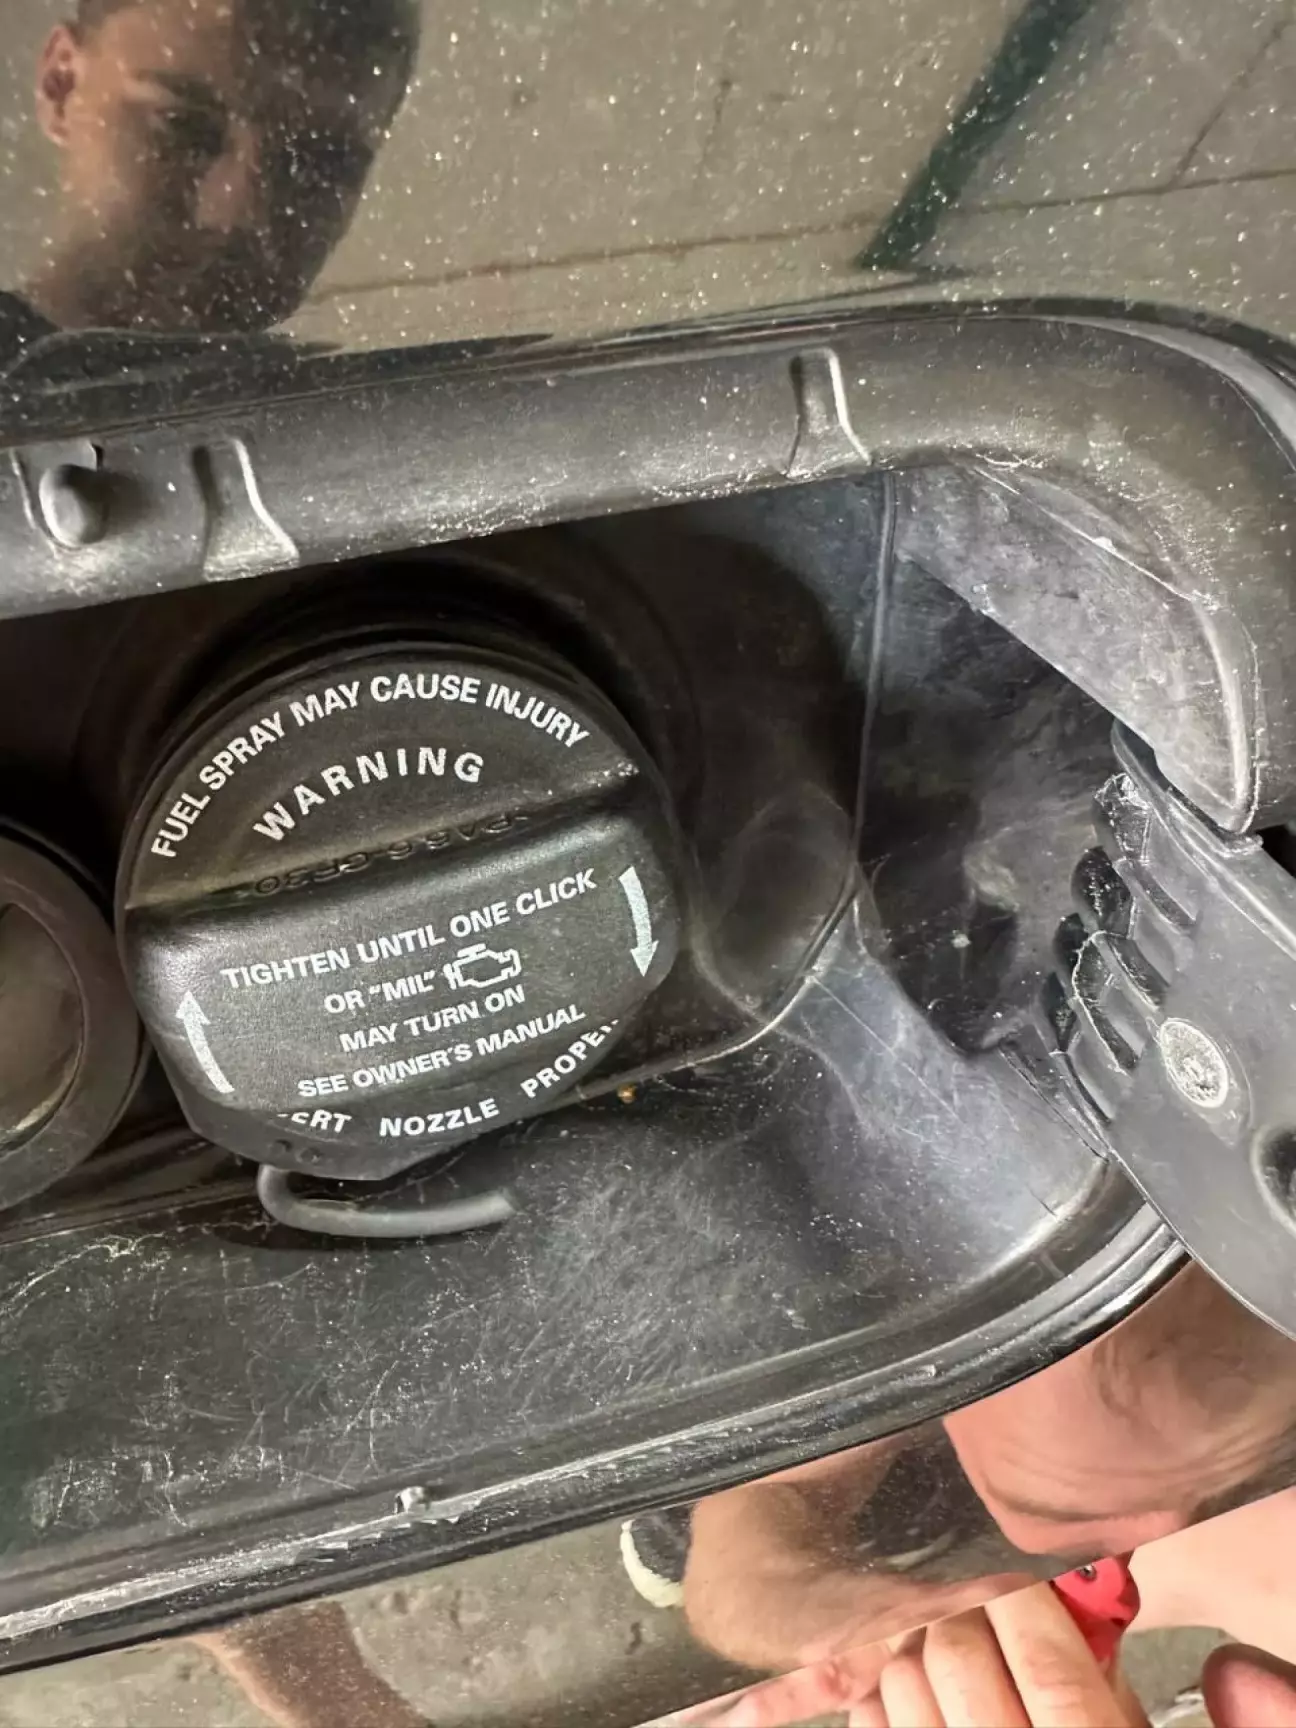 FUEL SPRAY MAY CAUSE INJURY
WARNING
TIGHTEN UNTIL ONE CLICK
OR "MIL"
MAY TURN ON
SEE OWNER'S MANUAL
NOZZLE